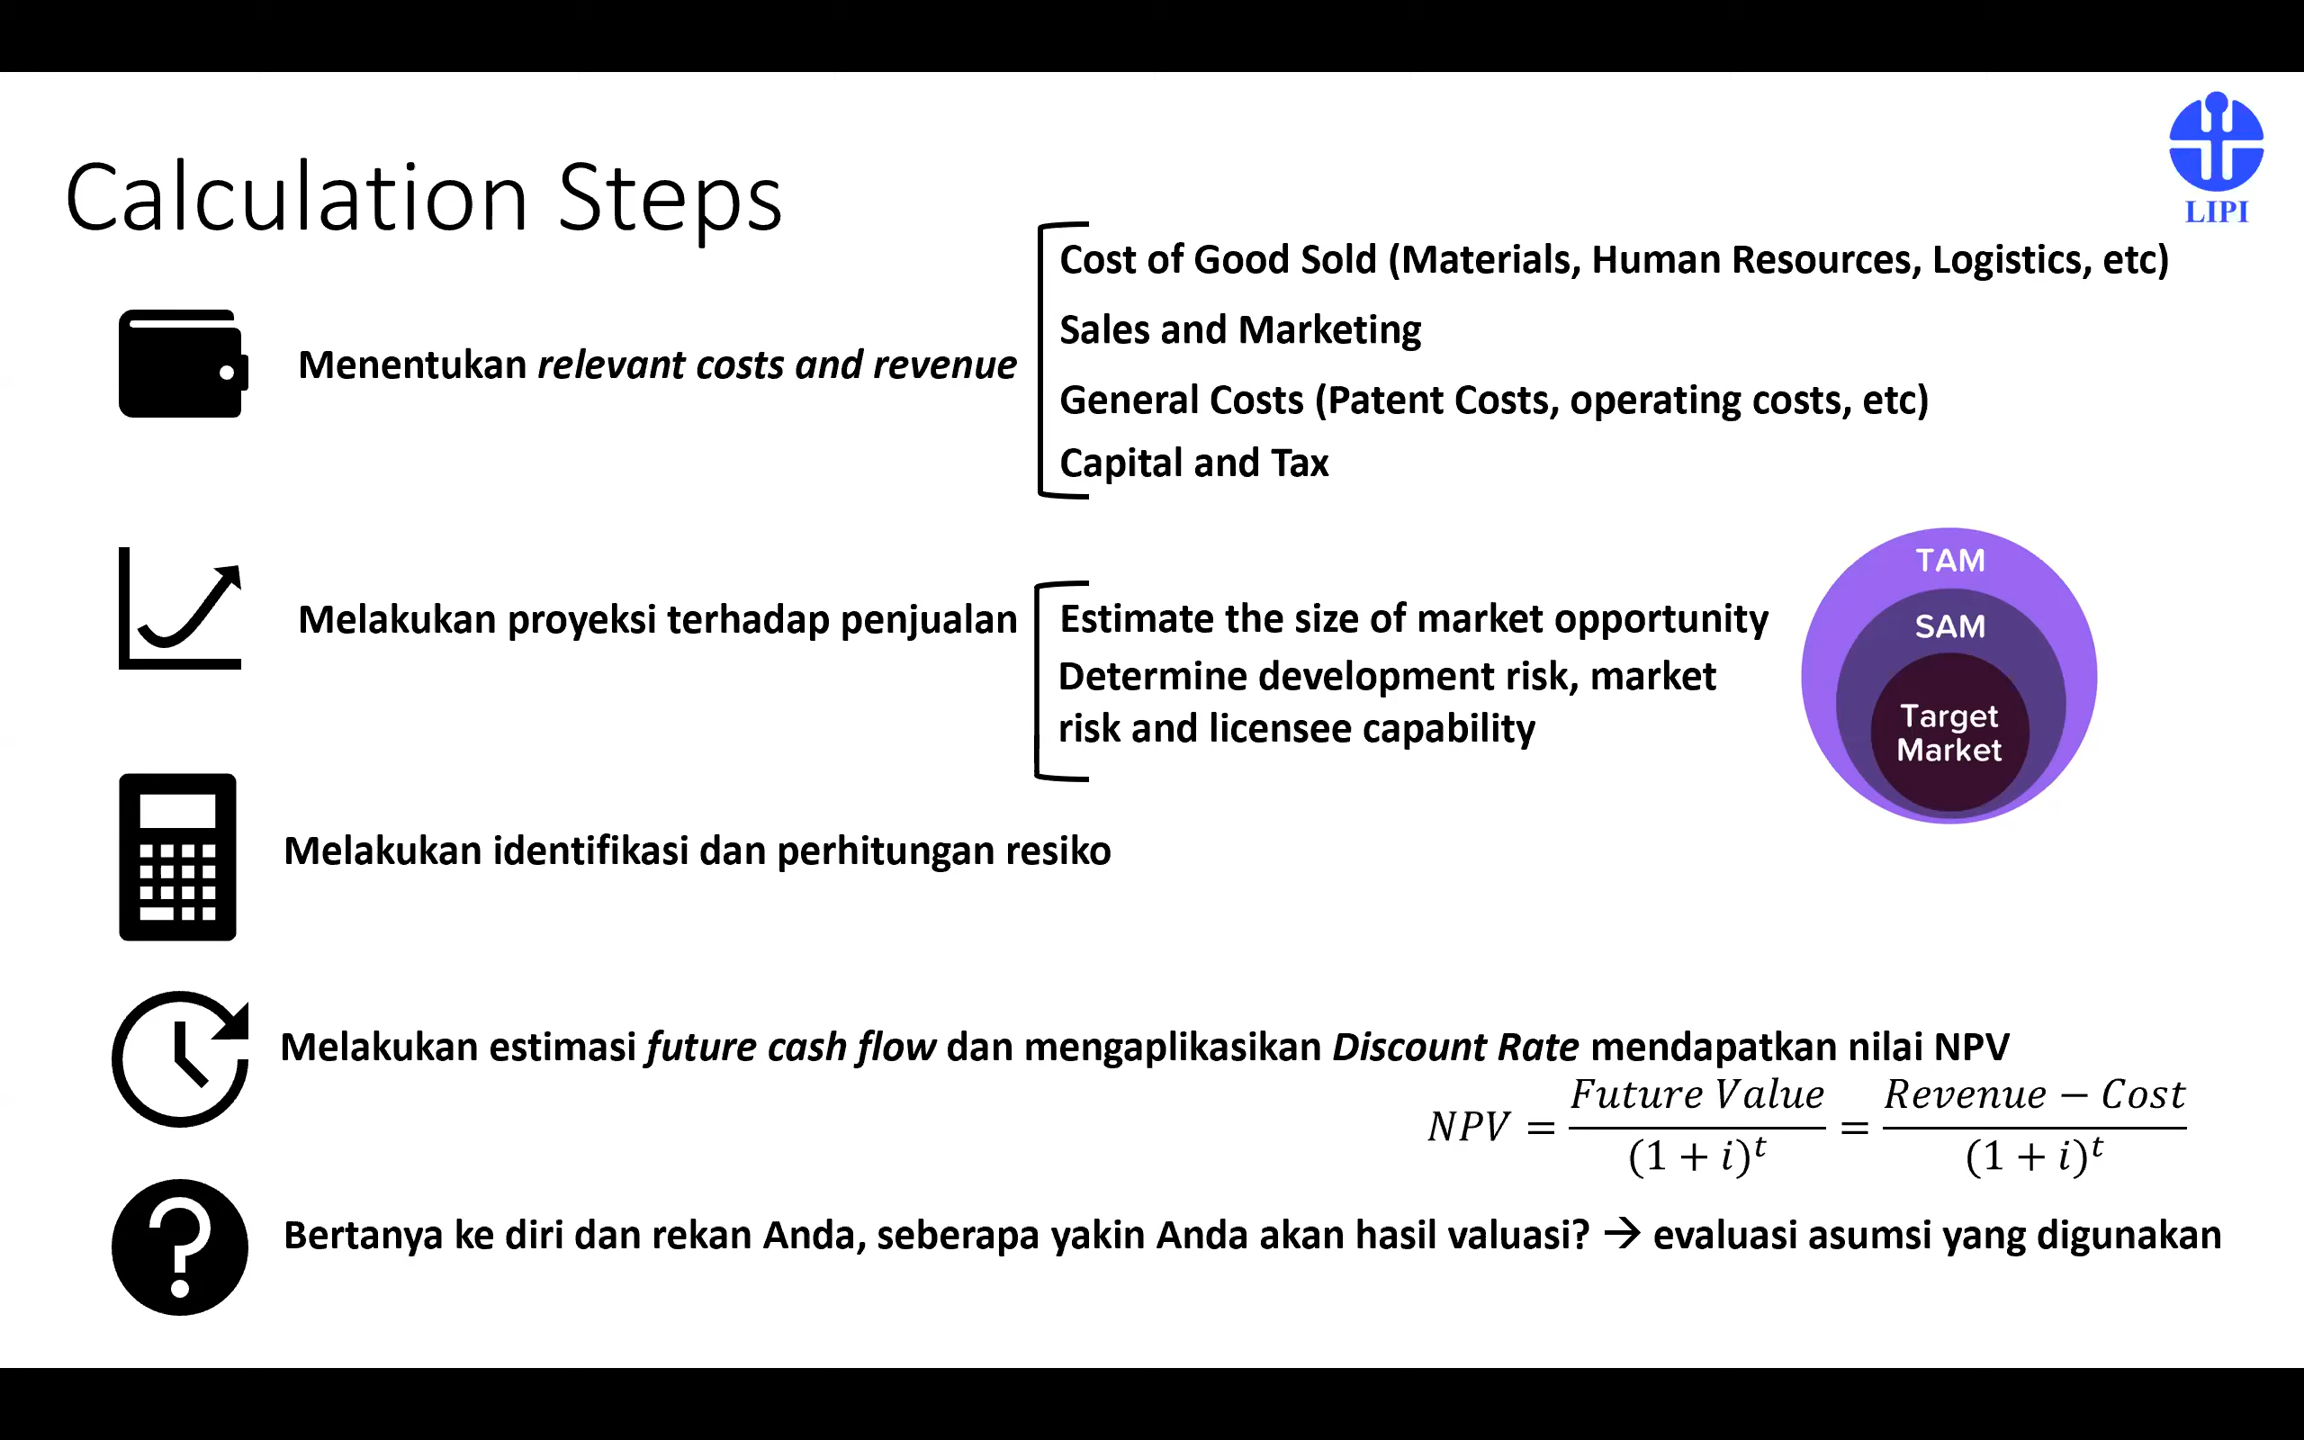 Calculation Steps
LIPI
Menentukan relevant costs and revenue
Cost of Good Sold (Materials, Human Resources, Logistics, etc)
Sales and Marketing
General Costs (Patent Costs, operating costs, etc)
Capital and Tax
Melakukan proyeksi terhadap penjualan
Estimate the size of market opportunity
Determine development risk, market
risk and licensee capability
TAM
SAM
Target
Market
Melakukan identifikasi dan perhitungan resiko
Melakukan estimasi future cash flow dan mengaplikasikan Discount Rate mendapatkan nilai NPV
NPV = Future Value / (1 + i)^t = Revenue − Cost / (1 + i)^t
Bertanya ke diri dan rekan Anda, seberapa yakin Anda akan hasil valuasi? → evaluasi asumsi yang digunakan